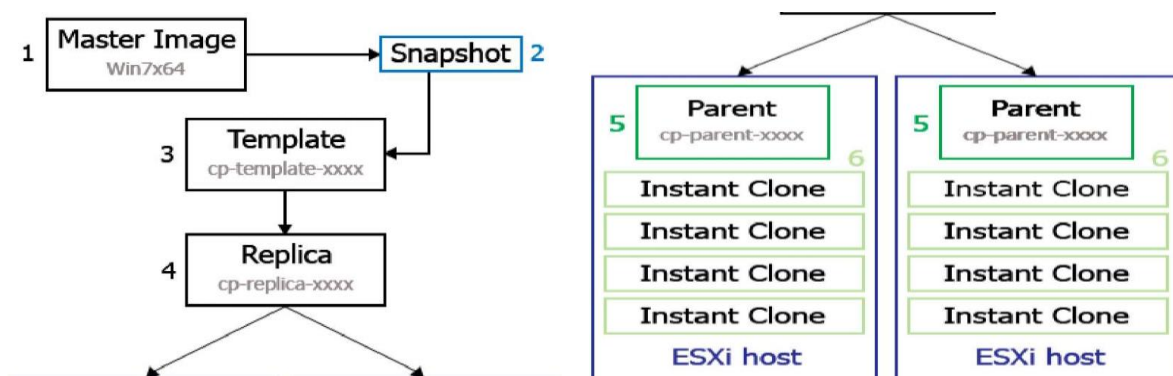 1
Master Image
Win7x64
Snapshot
2
3
Template
cp-template-xxxx
4
Replica
cp-replica-xxxx
5
Parent
cp-parent-xxxx
6
Instant Clone
Instant Clone
Instant Clone
Instant Clone
ESXi host
5
Parent
cp-parent-xxxx
6
Instant Clone
Instant Clone
Instant Clone
Instant Clone
ESXi host